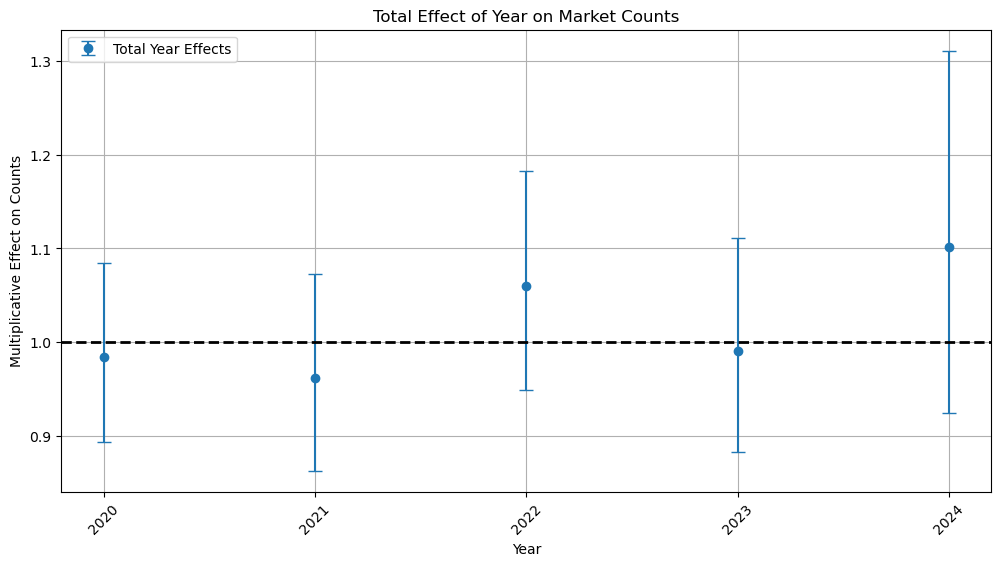 Total Effect of Year on Market Counts
Total Year Effects
Multiplicative Effect on Counts
1.3
1.2
1.1
1.0
0.9
2020
2021
2022
2023
2024
Year